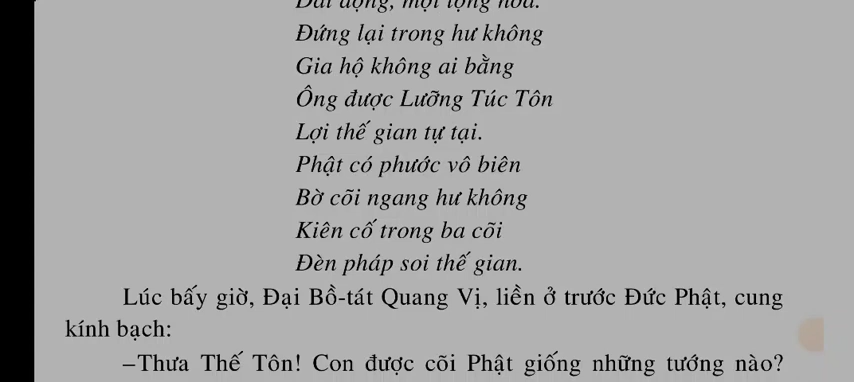 Đứng lại trong hư không
Gia hộ không ai bằng
Ông được Lưỡng Túc Tôn
Lợi thế gian tự tại.
Phật có phước vô biên
Bờ cõi ngang hư không
Kiên cố trong ba cõi
Đèn pháp soi thế gian.
Lúc bấy giờ, Đại Bồ-tát Quang Vị, liền ở trước Đức Phật, cung
kính bạch:
–Thưa Thế Tôn! Con được cõi Phật giống những tướng nào?